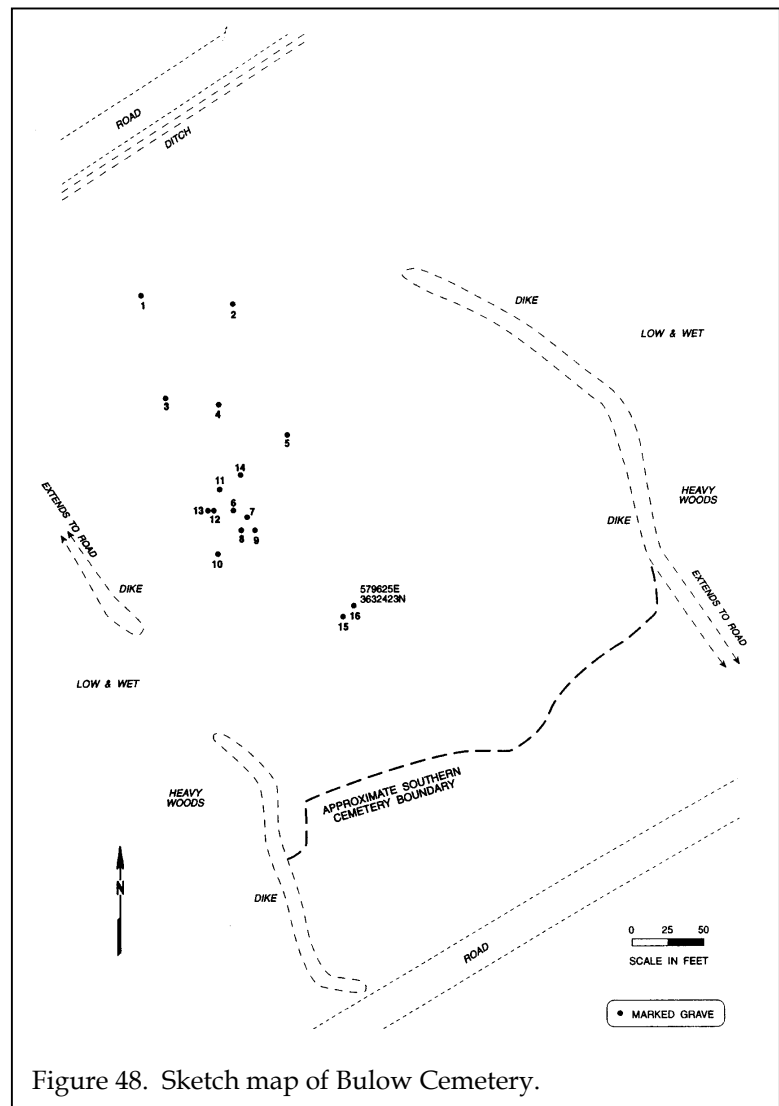 ROAD
DITCH
DIKE
LOW & WET
1
2
3
4
5
14
11
EXTENDS TO ROAD
HEAVY
WOODS
13
12
6
7
DIKE
8
9
10
579625E
3632423N
DIKE
16
15
EXTENDS TO ROAD
LOW & WET
HEAVY
WOODS
APPROXIMATE SOUTHERN
CEMETERY BOUNDARY
N
DIKE
ROAD
0 25 50
SCALE IN FEET
MARKED GRAVE
Figure 48. Sketch map of Bulow Cemetery.